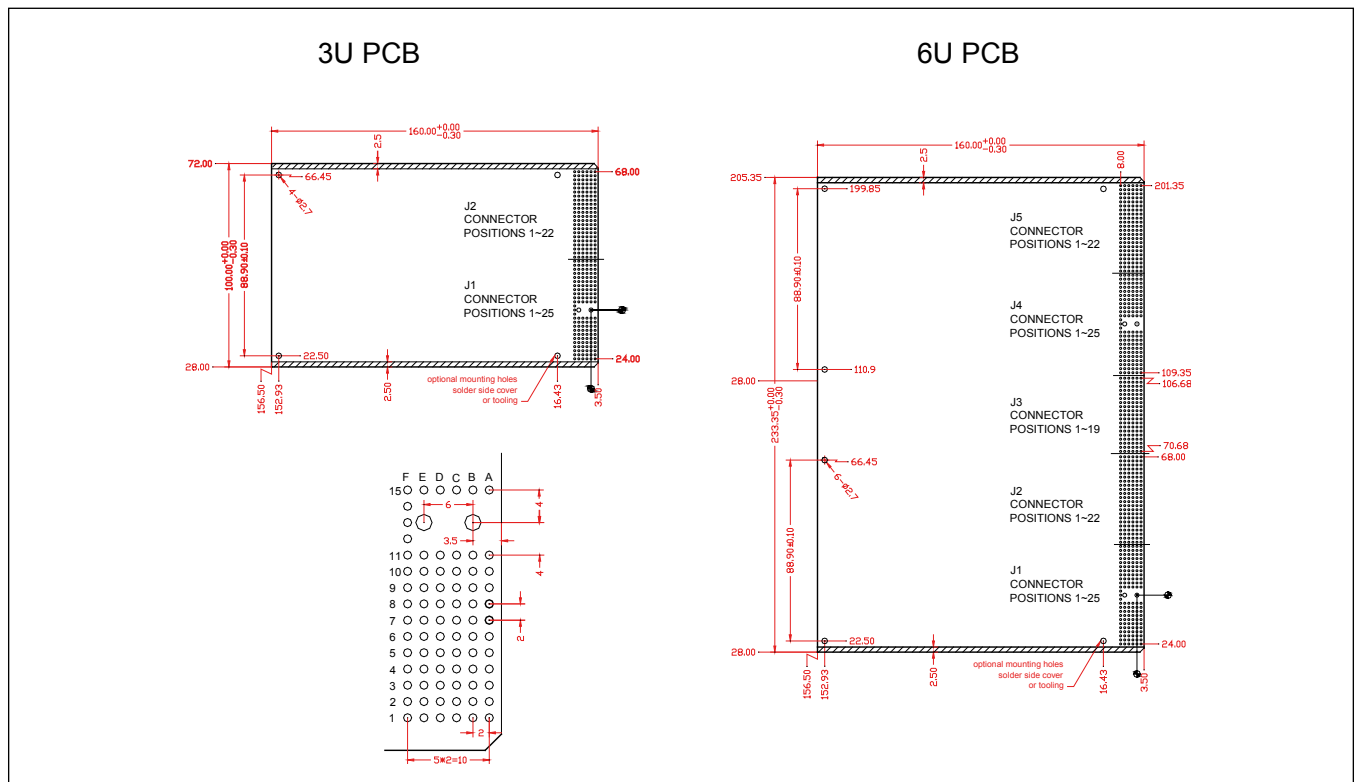 3U PCB
6U PCB
160.00+0.00
-0.30
2.5
72.00
68.00
66.45
4-ø2.7
J2
CONNECTOR
POSITIONS 1~22
100.00+0.00
-0.30
88.90±0.10
J1
CONNECTOR
POSITIONS 1~25
22.50
24.00
28.00
156.50
152.93
2.50
optional mounting holes
solder side cover
or tooling
16.43
3.50
160.00+0.00
-0.30
8.00
2.5
205.35
201.35
199.85
J5
CONNECTOR
POSITIONS 1~22
88.90±0.10
J4
CONNECTOR
POSITIONS 1~25
110.9
109.35
106.68
28.00
233.35+0.00
-0.30
J3
CONNECTOR
POSITIONS 1~19
70.68
68.00
66.45
6-ø2.7
J2
CONNECTOR
POSITIONS 1~22
88.90±0.10
J1
CONNECTOR
POSITIONS 1~25
22.50
24.00
28.00
156.50
152.93
2.50
optional mounting holes
solder side cover
or tooling
16.43
3.50
F E D C B A
15
6
4
3.5
11
4
10
9
8
7
2
6
5
4
3
2
1
2
5*2=10